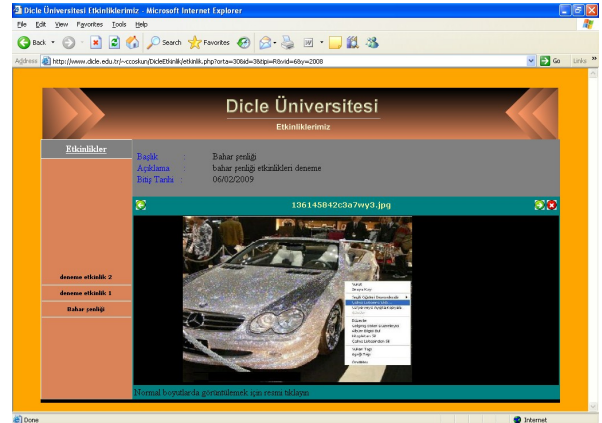 Dicle Üniversitesi Etkinliklerimiz - Microsoft Internet Explorer
File Edit View Favorites Tools Help
Back Search Favorites
Address http://www.dicle.edu.tr/~ccoskun/DicleEtkinlik/etkinlik.php?orta=30&id=3&tipi=R&vid=6&y=2008 Go Links
Dicle Üniversitesi
Etkinliklerimiz
Etkinlikler
Başlık : Bahar şenliği
Açıklama : bahar şenliği etkinlikleri deneme
Bitiş Tarihi : 06/02/2009
136145842c3a7wy3.jpg
deneme etkinlik 2
deneme etkinlik 1
Bahar şenliği
Normal boyutlarda görüntülemek için resmi tıklayın
Done Internet